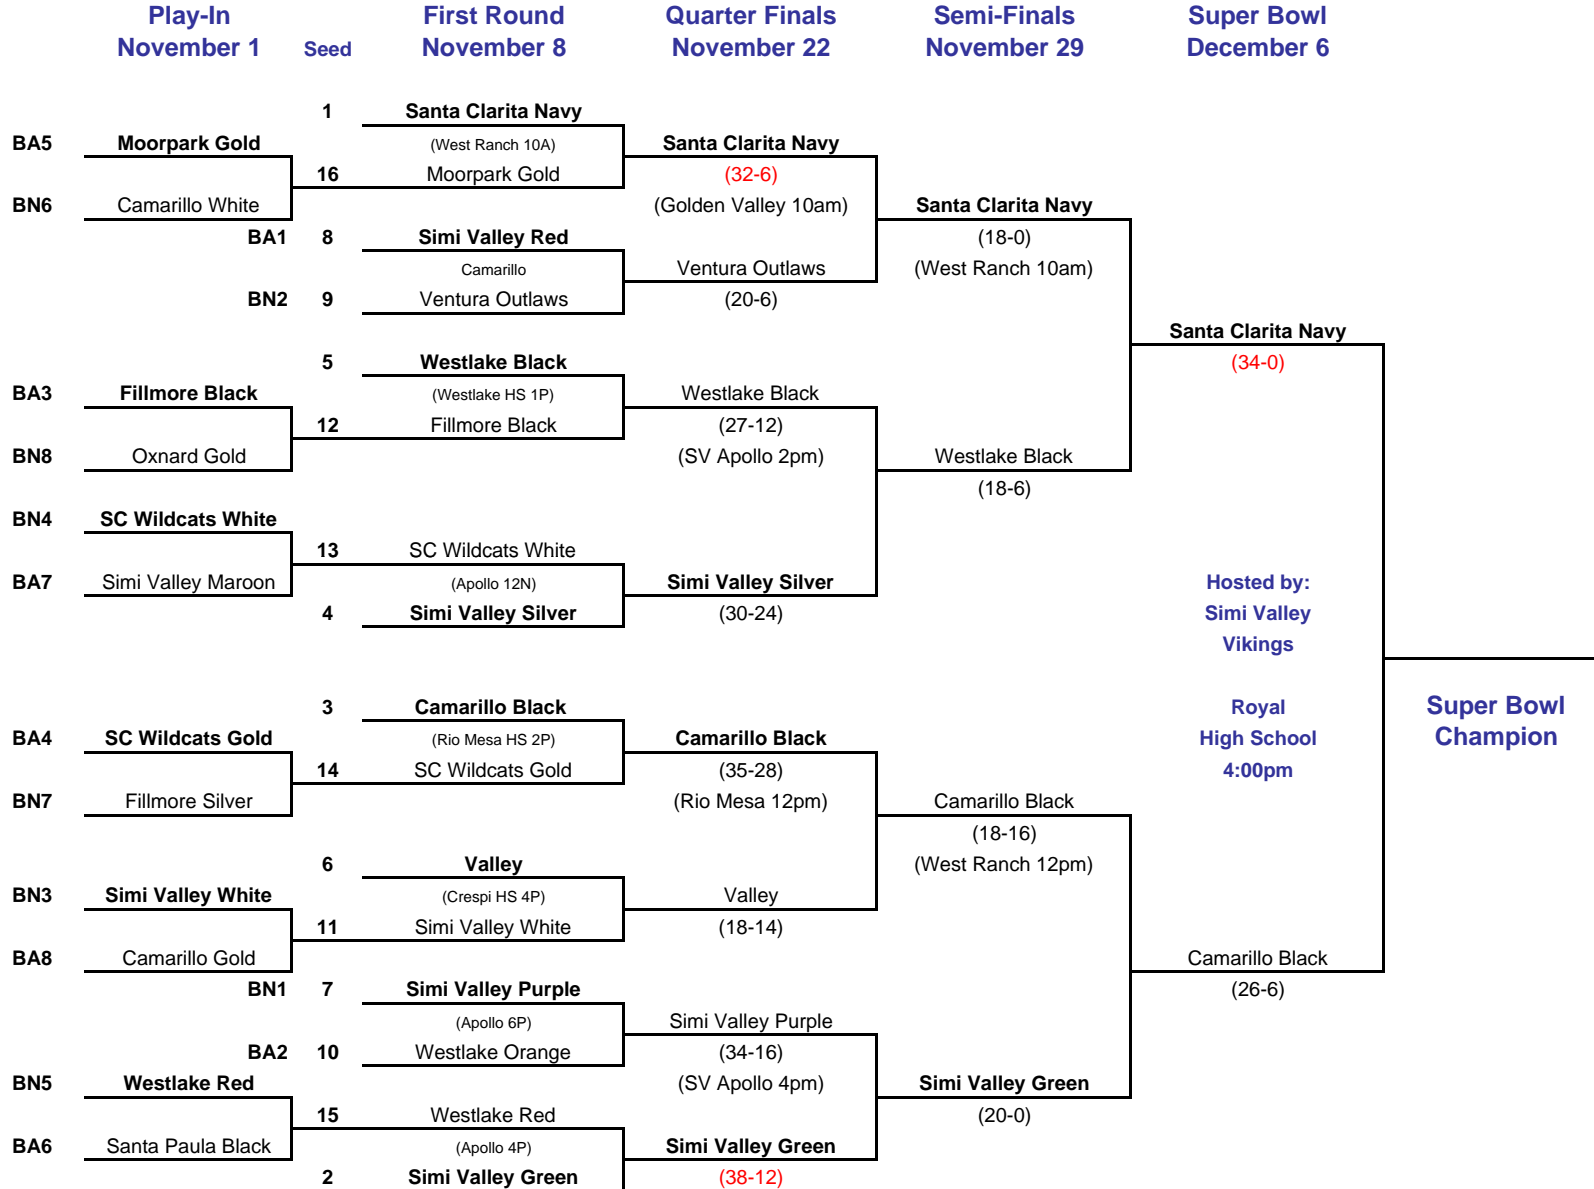 Play-In First Round Quarter Finals Semi-Finals Super Bowl
November 1 Seed November 8 November 22 November 29 December 6
1 Santa Clarita Navy
BA5 Moorpark Gold (West Ranch 10A) Santa Clarita Navy
16 Moorpark Gold (32-6)
BN6 Camarillo White (Golden Valley 10am) Santa Clarita Navy
BA1 8 Simi Valley Red (18-0)
Camarillo Ventura Outlaws (West Ranch 10am)
BN2 9 Ventura Outlaws (20-6)
Santa Clarita Navy
5 Westlake Black (34-0)
BA3 Fillmore Black (Westlake HS 1P) Westlake Black
12 Fillmore Black (27-12)
BN8 Oxnard Gold (SV Apollo 2pm) Westlake Black
(18-6)
BN4 SC Wildcats White
13 SC Wildcats White
BA7 Simi Valley Maroon (Apollo 12N) Simi Valley Silver Hosted by:
4 Simi Valley Silver (30-24) Simi Valley
Vikings
3 Camarillo Black Royal Super Bowl
BA4 SC Wildcats Gold (Rio Mesa HS 2P) Camarillo Black High School Champion
14 SC Wildcats Gold (35-28) 4:00pm
BN7 Fillmore Silver (Rio Mesa 12pm) Camarillo Black
(18-16)
6 Valley (West Ranch 12pm)
BN3 Simi Valley White (Crespi HS 4P) Valley
11 Simi Valley White (18-14)
BA8 Camarillo Gold Camarillo Black
BN1 7 Simi Valley Purple (26-6)
(Apollo 6P) Simi Valley Purple
BA2 10 Westlake Orange (34-16)
BN5 Westlake Red (SV Apollo 4pm) Simi Valley Green
15 Westlake Red (20-0)
BA6 Santa Paula Black (Apollo 4P) Simi Valley Green
2 Simi Valley Green (38-12)